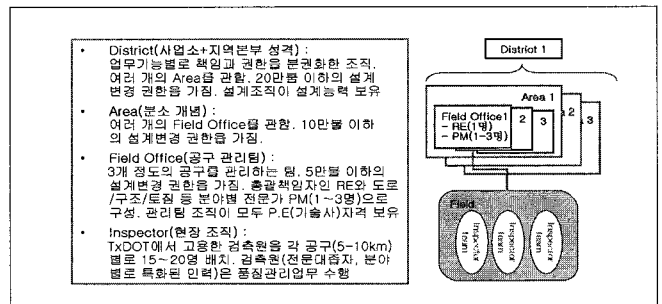 • District(사업소+지역본부 성격) :
업무기능별로 책임과 권한을 분권화한 조직,
여러 개의 Area를 관할. 20만불 이하의 설계
변경 권한을 가짐. 설계조직이 설계능력 보유
• Area(분소 개념) :
여러 개의 Field Office를 관할. 10만불 이하
의 설계변경 권한을 가짐.
• Field Office(공구 관리팀) :
3개 정도의 공구를 관리하는 팀. 5만불 이하의
설계변경 권한을 가짐. 총괄책임자인 RE와 도로
/구조/토질 등 분야별 전문가 PM(1~3명)으로
구성. 관리팀 조직이 모두 P.E(기술사)자격 보유
• Inspector(현장 조직) :
TxDOT에서 고용한 검측원을 각 공구(5-10km)
별로 15~20명 배치. 검측원(전문대졸자, 분야
별로 특화된 인력)은 품질관리업무 수행
District 1
Area 1
a 2
a 3
Field Office1
- RE(1명)
- PM(1-3명)
2
3
Field
Inspector
team
Inspector
team
Inspector
team